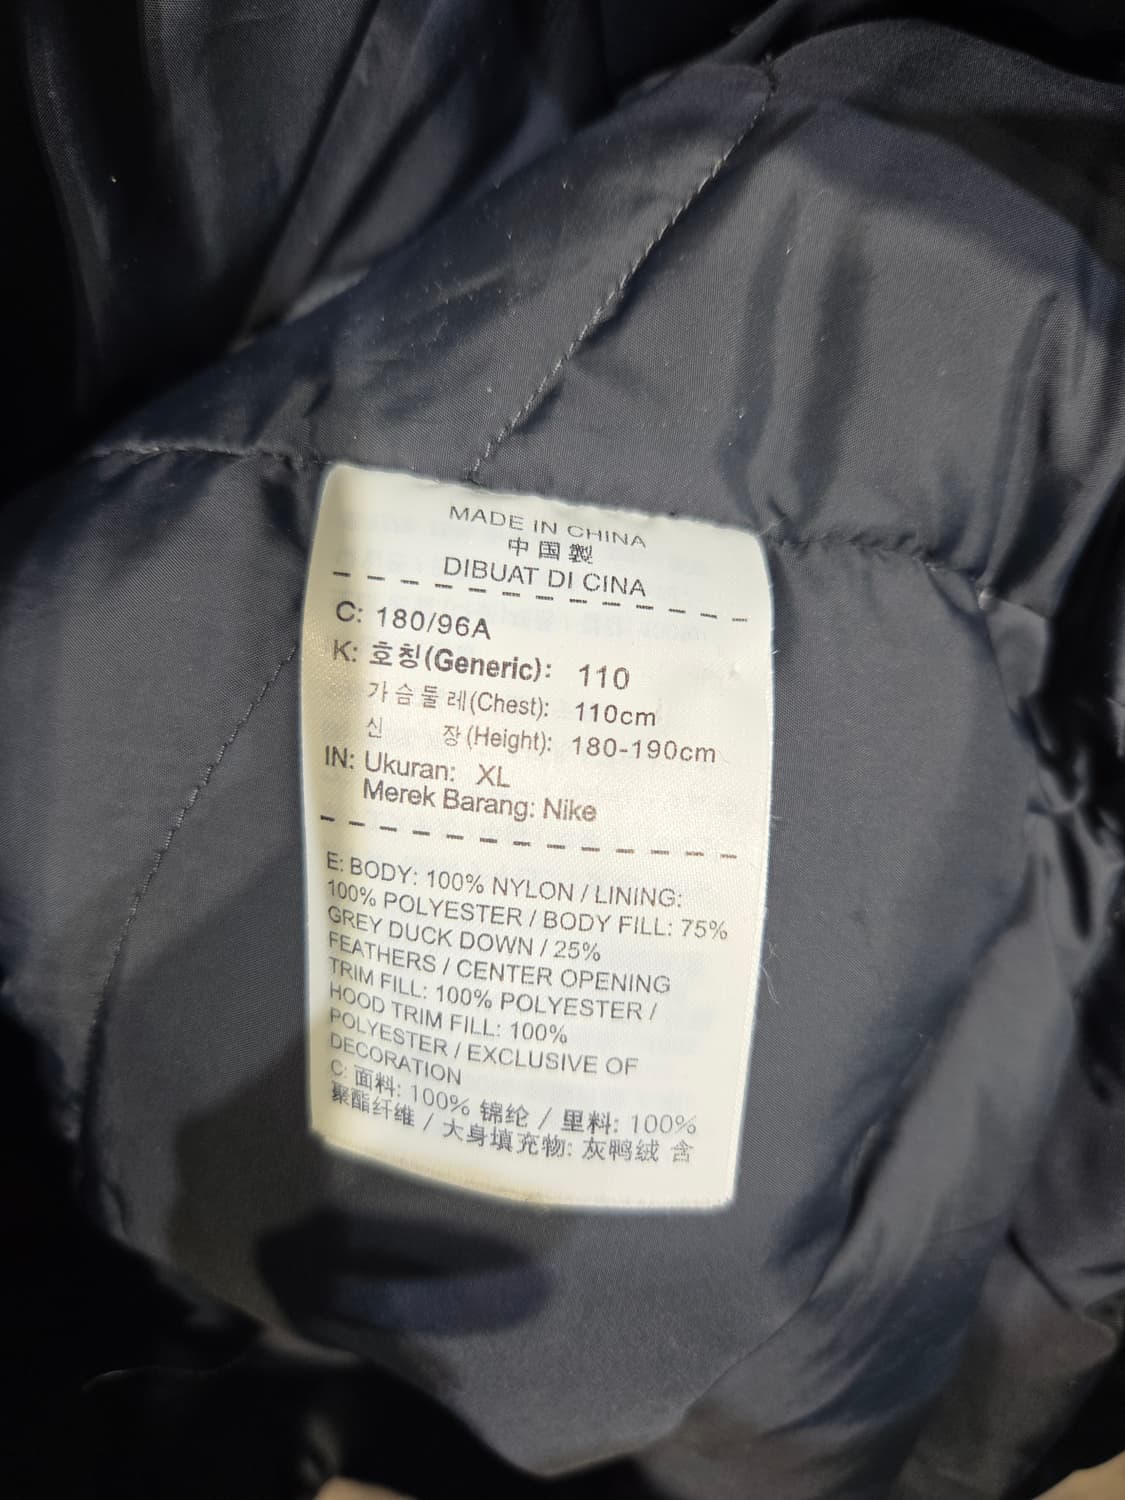 MADE IN CHINA
中国製
DIBUAT DI CINA
C: 180/96A
K: 호칭(Generic): 110
가슴둘레(Chest): 110cm
신 장(Height): 180-190cm
IN: Ukuran: XL
Merek Barang: Nike
E: BODY: 100% NYLON / LINING:
100% POLYESTER / BODY FILL: 75%
GREY DUCK DOWN / 25%
FEATHERS / CENTER OPENING
TRIM FILL: 100% POLYESTER /
HOOD TRIM FILL: 100%
POLYESTER / EXCLUSIVE OF
DECORATION
C: 面料: 100% 锦纶 / 里料: 100%
聚酯纤维 / 大身填充物: 灰鸭绒 含